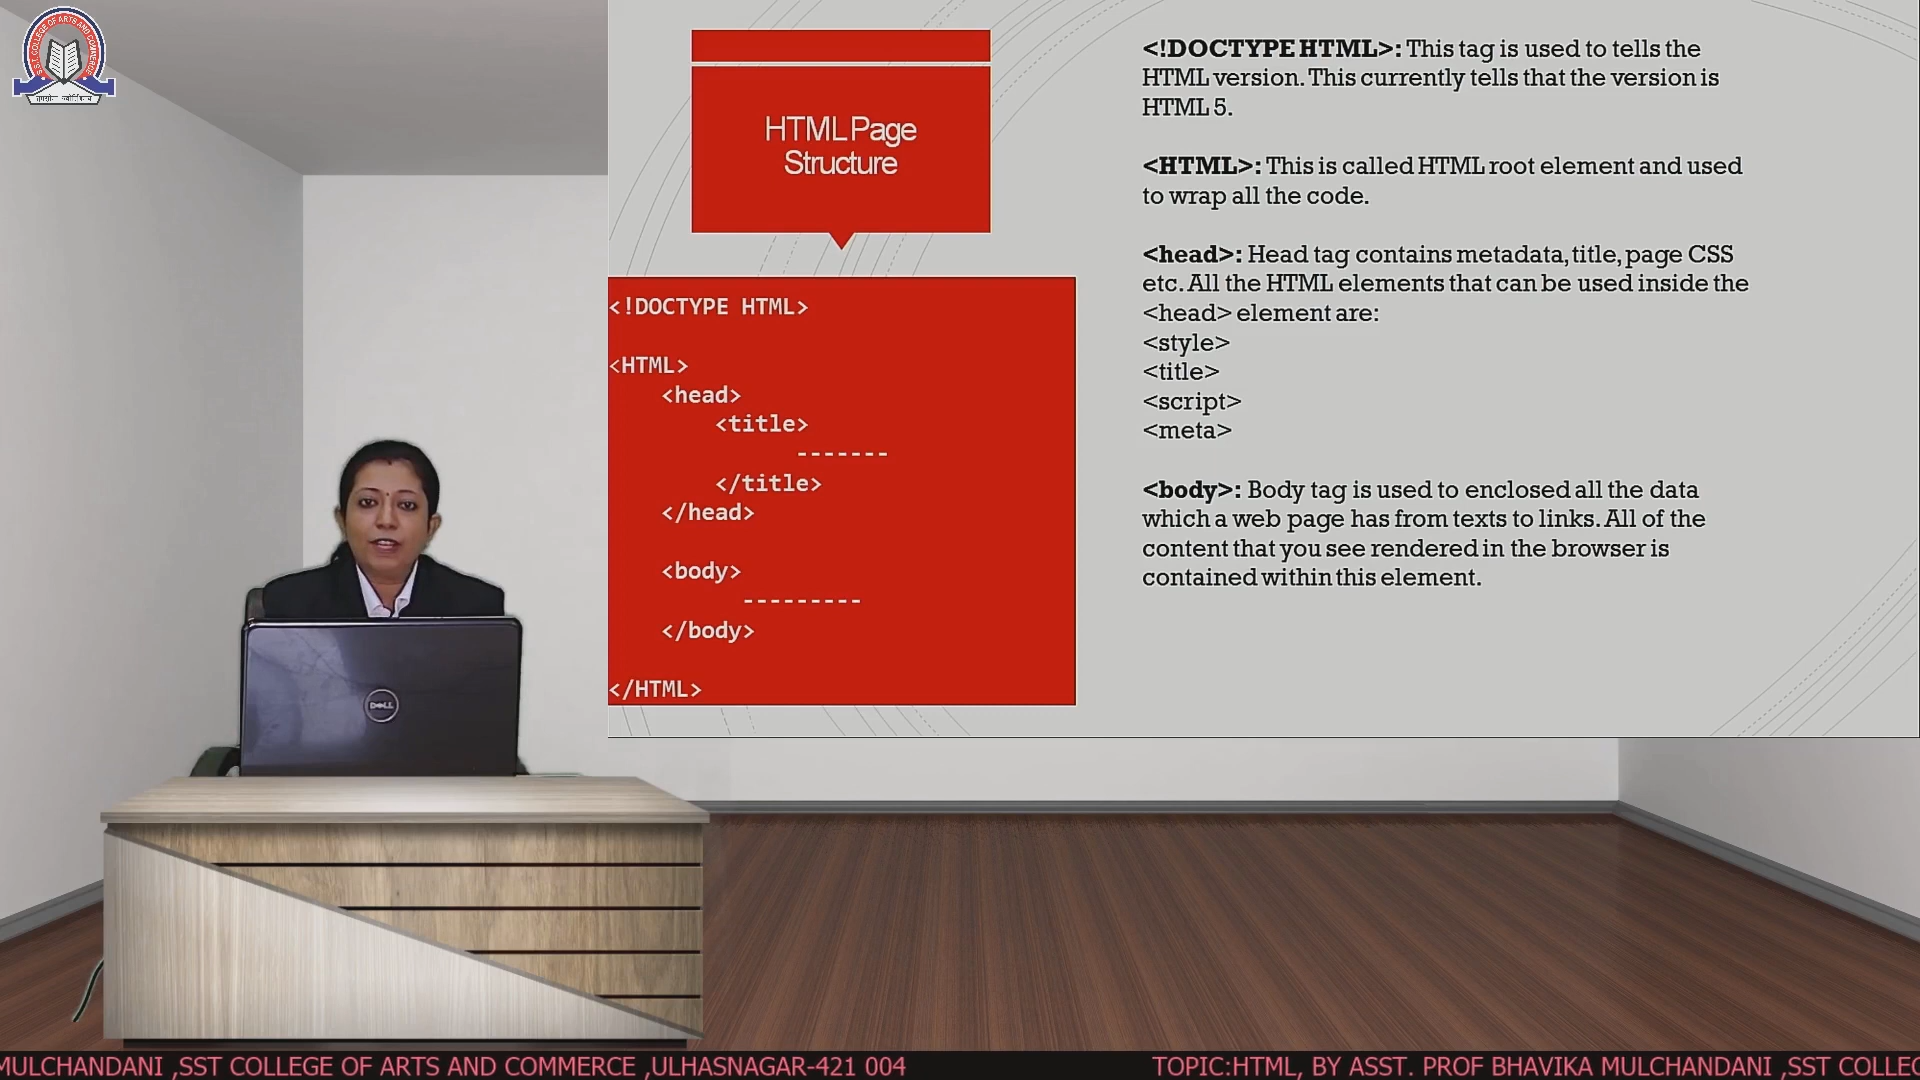 HTML Page
Structure
<!DOCTYPE HTML>
<HTML>
<head>
<title>
-------
</title>
</head>
<body>
---------
</body>
</HTML>
<!DOCTYPE HTML>: This tag is used to tells the
HTML version. This currently tells that the version is
HTML 5.
<HTML>: This is called HTML root element and used
to wrap all the code.
<head>: Head tag contains metadata, title, page CSS
etc. All the HTML elements that can be used inside the
<head> element are:
<style>
<title>
<script>
<meta>
<body>: Body tag is used to enclosed all the data
which a web page has from texts to links. All of the
content that you see rendered in the browser is
contained within this element.
DELL
MULCHANDANI ,SST COLLEGE OF ARTS AND COMMERCE ,ULHASNAGAR-421 004
TOPIC:HTML, BY ASST. PROF BHAVIKA MULCHANDANI ,SST COLLEG